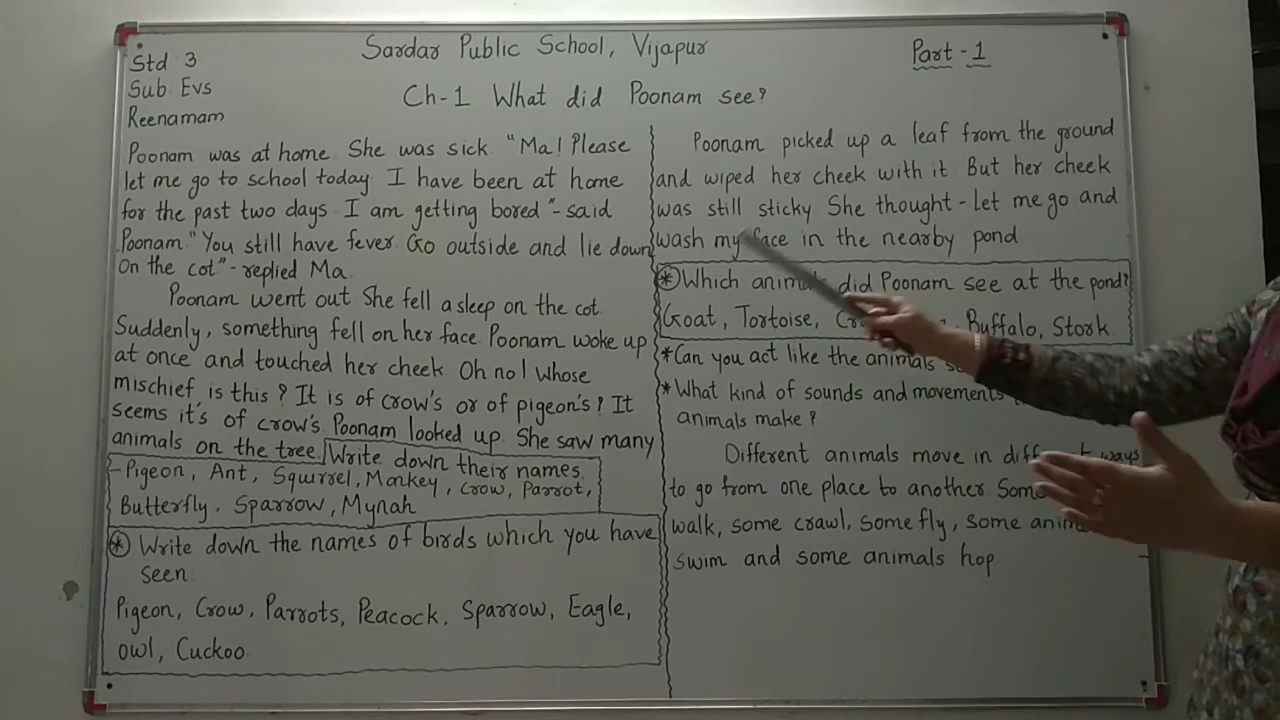 Std 3
Sub Evs
Reenamam
Sardar Public School, Vijapur
Part - 1
Ch-1 What did Poonam see?
Poonam was at home. She was sick. "Ma! Please
let me go to school today. I have been at home
for the past two days. I am getting bored"-said
Poonam "You still have fever. Go outside and lie down
on the cot."-replied Ma.
Poonam went out. She fell a sleep on the cot.
Suddenly, something fell on her face. Poonam woke up
at once and touched her cheek. Oh no! Whose
mischief is this? It is of crow's or of pigeon's? It
seems it's of crow's. Poonam looked up. She saw many
animals on the tree. Write down their names.
-Pigeon, Ant, Squirrel, Monkey, Crow, Parrot,
Butterfly. Sparrow, Mynah
* Write down the names of birds which you have
seen.
Pigeon, Crow, Parrots, Peacock, Sparrow, Eagle,
owl, Cuckoo
Poonam picked up a leaf from the ground
and wiped her cheek with it. But her cheek
was still sticky. She thought - Let me go and
wash my face in the nearby pond
* Which did Poonam see at the pond?
Goat, Tortoise, Buffalo, Stork.
* Can you act like the animals
* What kind of sounds and movements
animals make?
Different animals move in ways
to go from one place to another.
walk, some crawl, some fly, some
swim and some animals hop